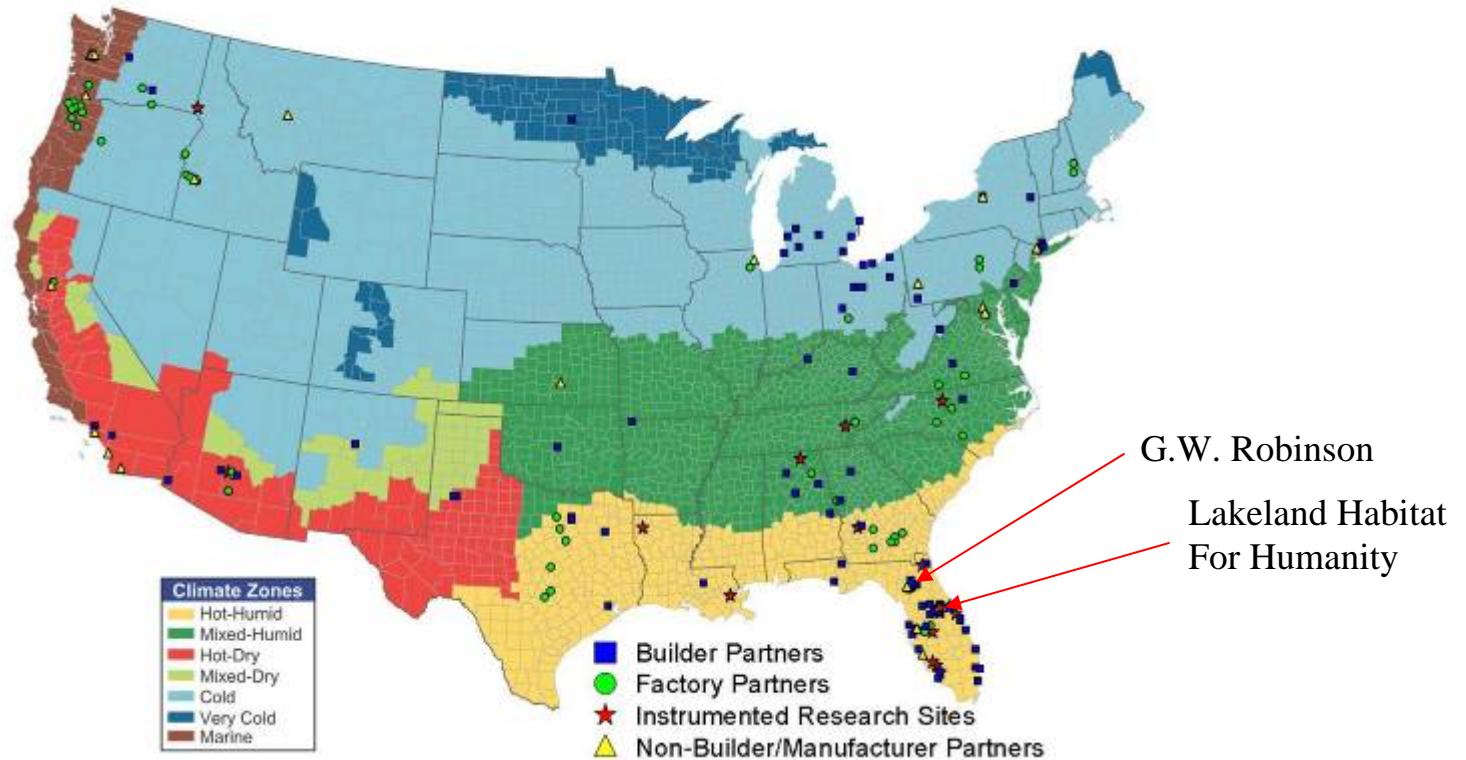 G.W. Robinson
Lakeland Habitat
For Humanity
Climate Zones
Hot-Humid
Mixed-Humid
Hot-Dry
Mixed-Dry
Cold
Very Cold
Marine
Builder Partners
Factory Partners
Instrumented Research Sites
Non-Builder/Manufacturer Partners